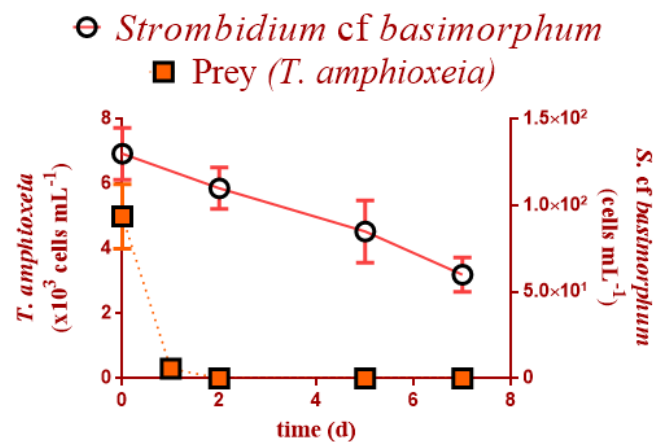 Strombidium cf basimorphum
Prey (T. amphioxeia)
T. amphioxeia
(x10³ cells mL⁻¹)
8
6
4
2
0
1.5×10²
1.0×10²
5.0×10¹
0
S. cf basimorphum
(cells mL⁻¹)
0 2 4 6 8
time (d)